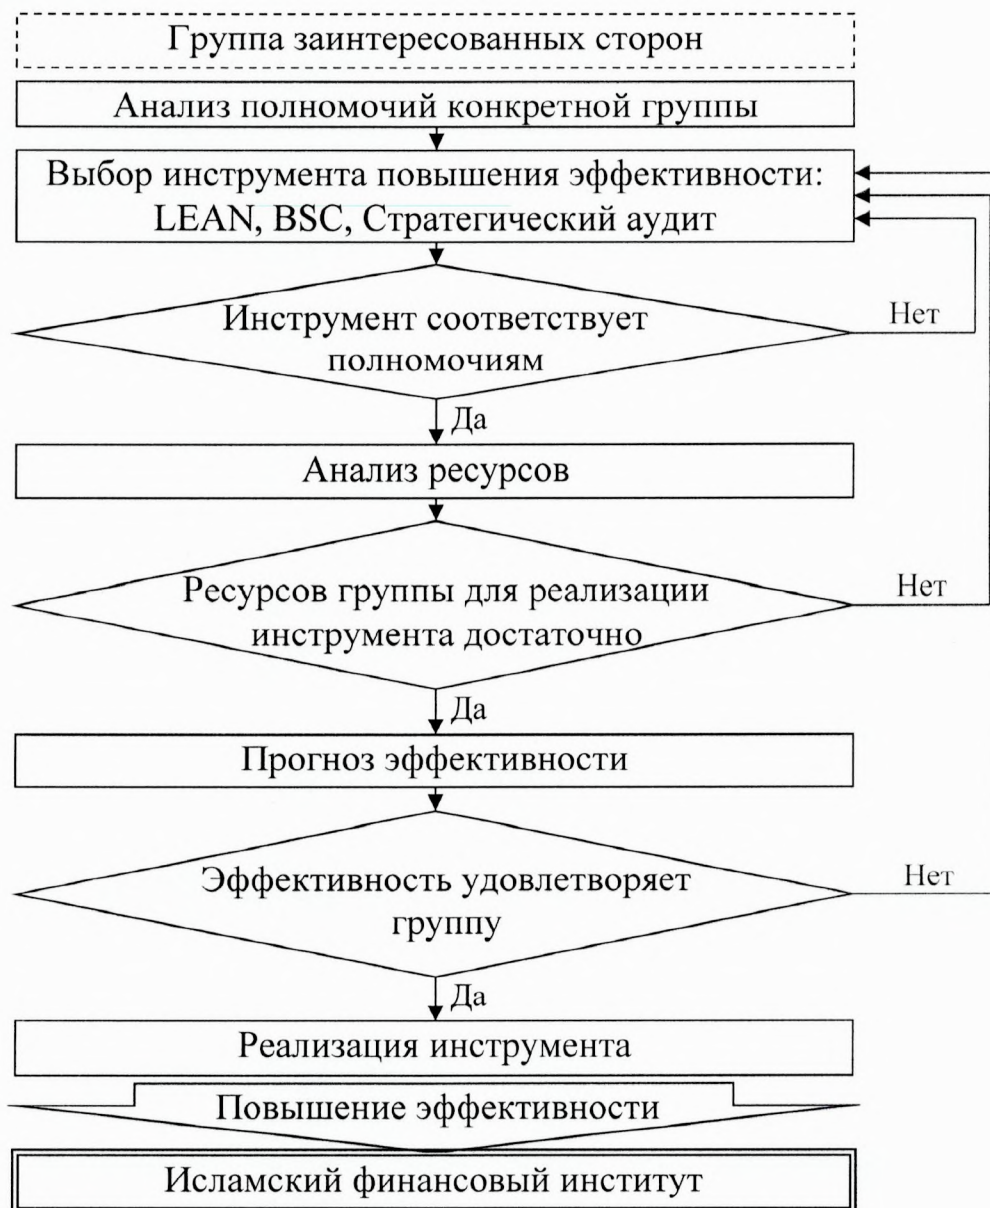 Группа заинтересованных сторон
Анализ полномочий конкретной группы
Выбор инструмента повышения эффективности:
LEAN, BSC, Стратегический аудит
Инструмент соответствует
полномочиям
Нет
Да
Анализ ресурсов
Ресурсов группы для реализации
инструмента достаточно
Нет
Да
Прогноз эффективности
Эффективность удовлетворяет
группу
Нет
Да
Реализация инструмента
Повышение эффективности
Исламский финансовый институт